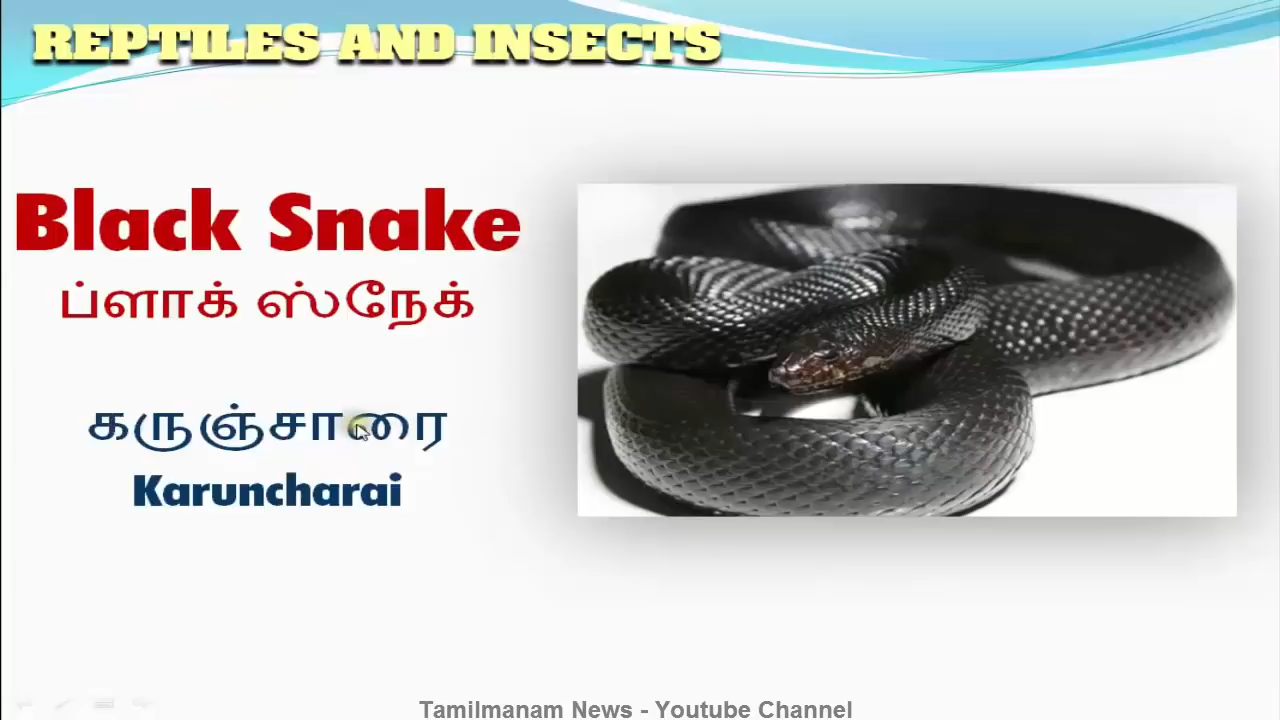 REPTILES AND INSECTS
Black Snake
ப்ளாக் ஸ்நேக்
கருஞ்சாரை
Karuncharai
Tamilmanam News - Youtube Channel